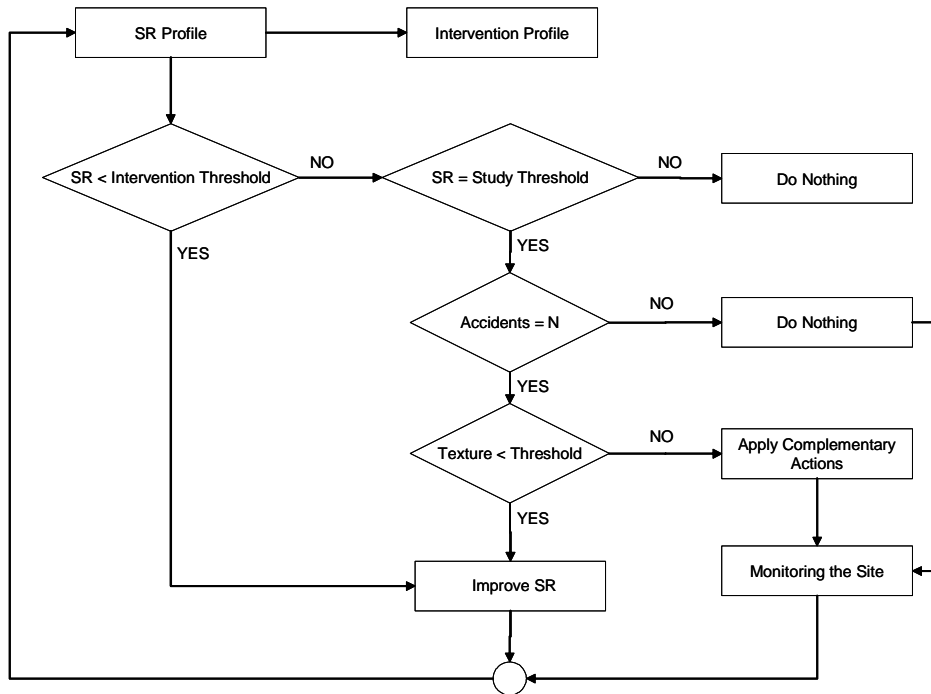 SR Profile
Intervention Profile
SR < Intervention Threshold
NO
SR = Study Threshold
NO
Do Nothing
YES
YES
Accidents = N
NO
Do Nothing
YES
Texture < Threshold
NO
Apply Complementary
Actions
YES
Improve SR
Monitoring the Site